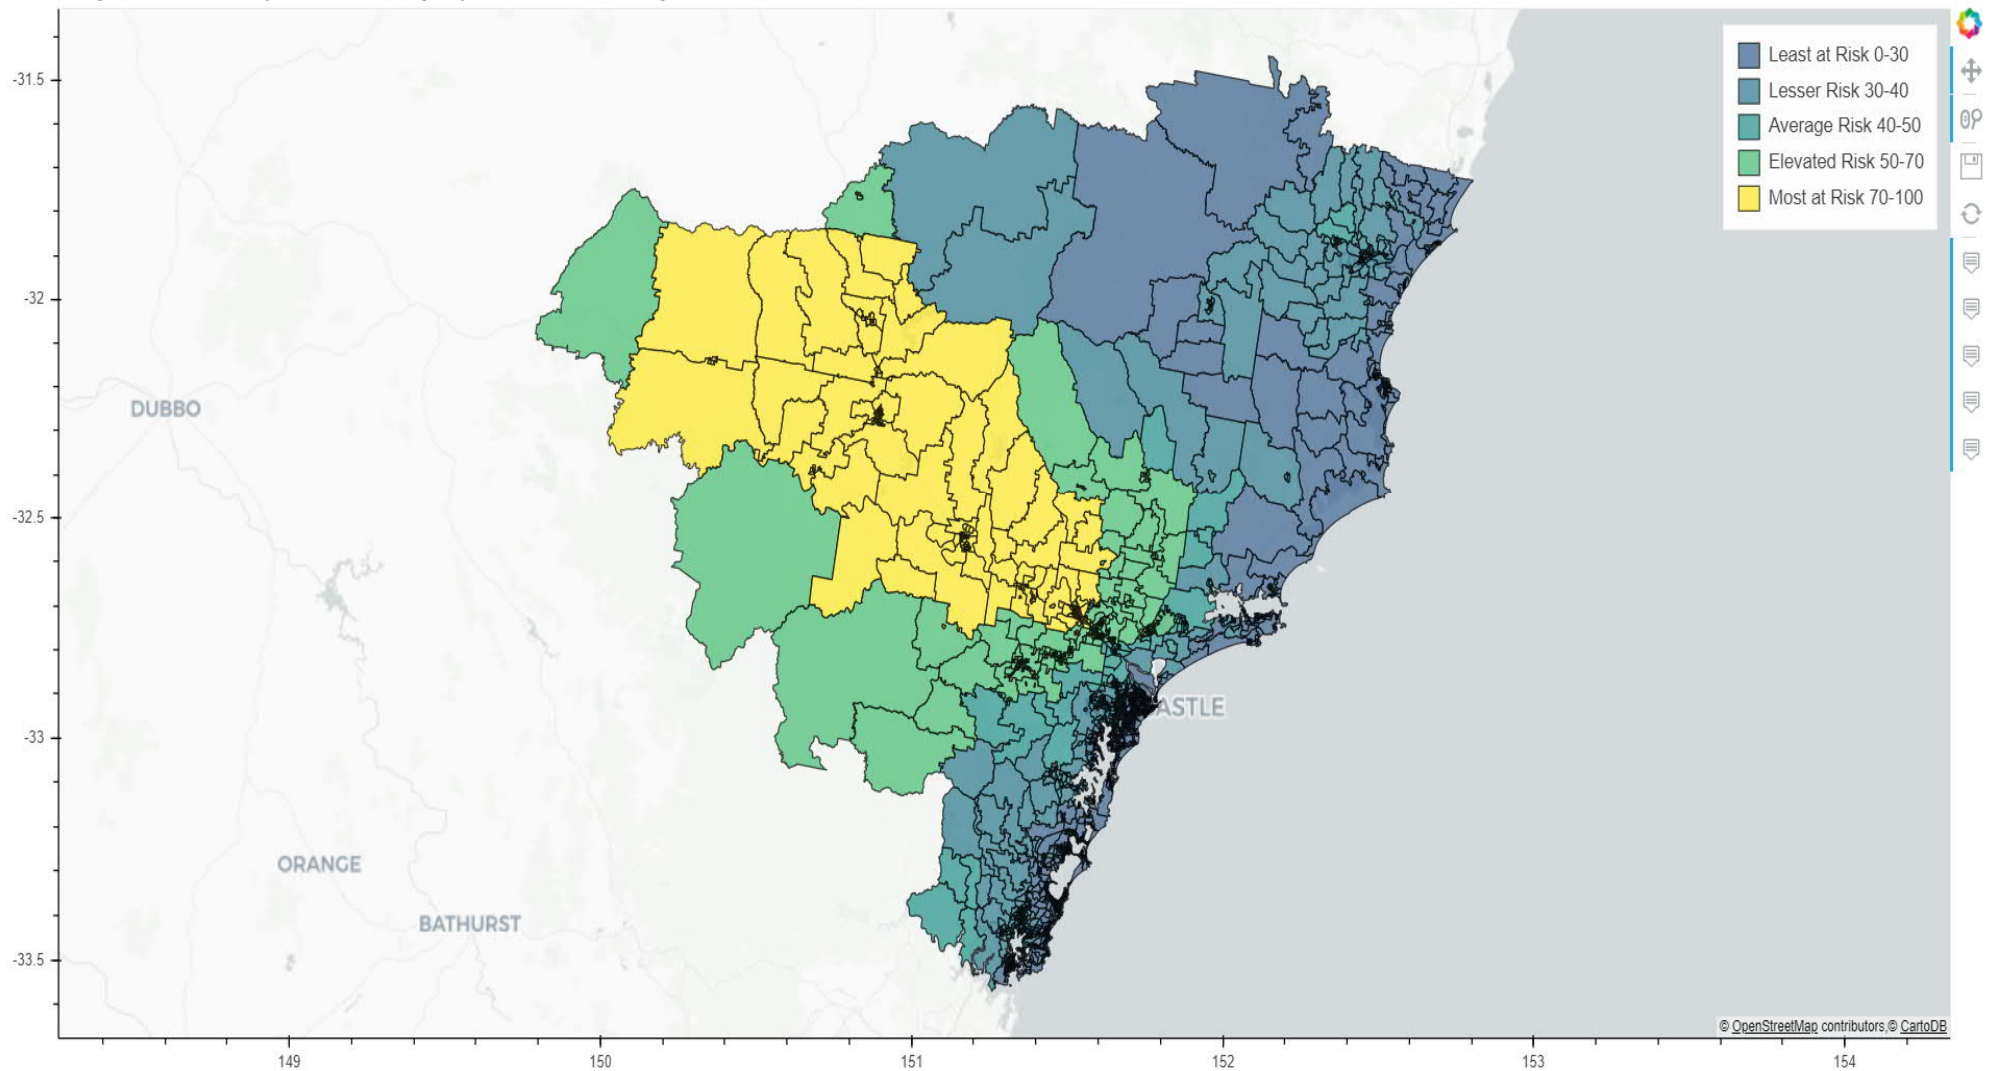 Least at Risk 0-30
Lesser Risk 30-40
Average Risk 40-50
Elevated Risk 50-70
Most at Risk 70-100
-31.5
-32
-32.5
-33
-33.5
DUBBO
ASTLE
ORANGE
BATHURST
© OpenStreetMap contributors,© CartoDB
149
150
151
152
153
154